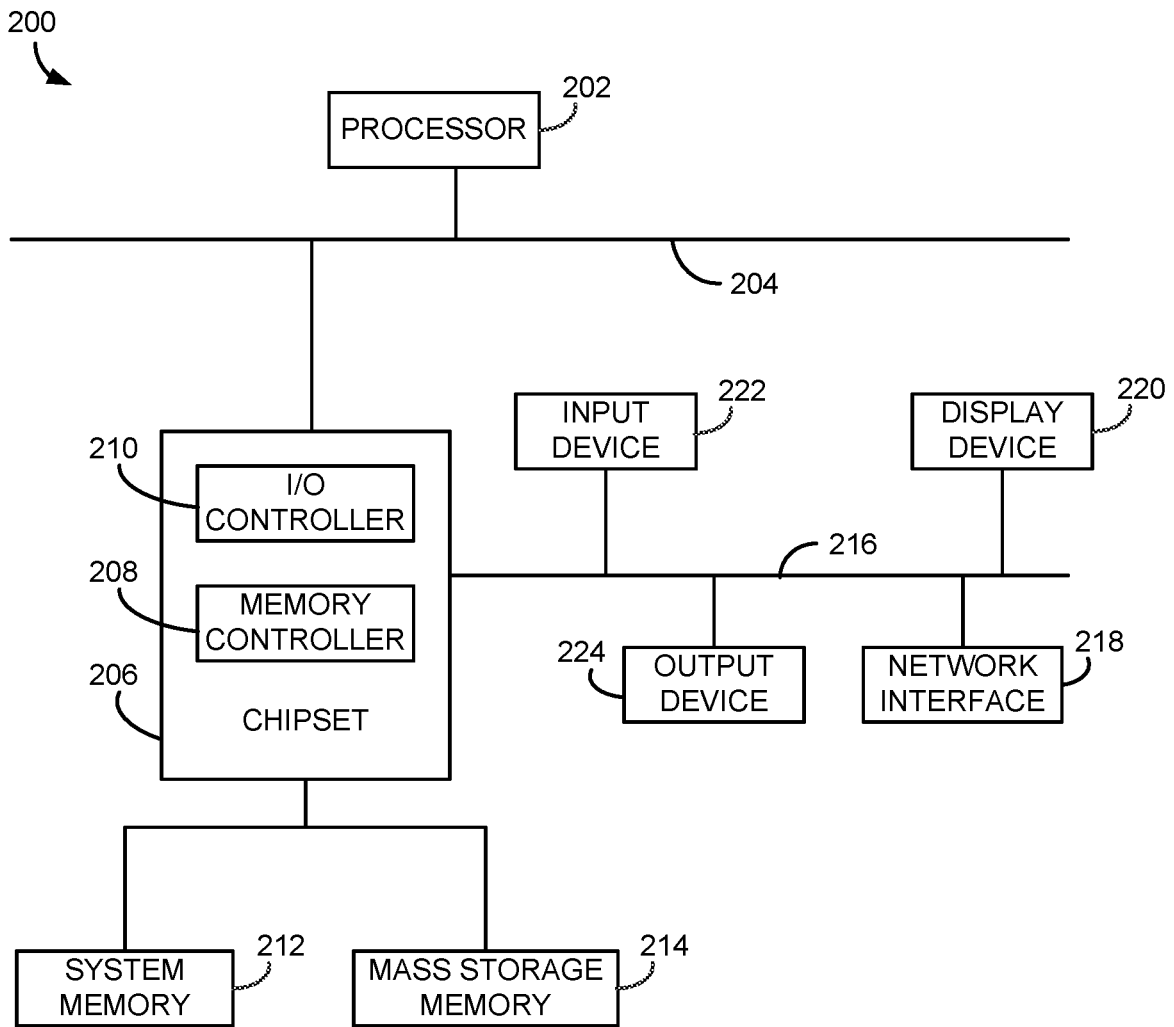 200
202
PROCESSOR
204
222
220
INPUT
DEVICE
DISPLAY
DEVICE
210
I/O
CONTROLLER
216
208
MEMORY
CONTROLLER
224
OUTPUT
DEVICE
NETWORK
INTERFACE
218
206
CHIPSET
212
214
SYSTEM
MEMORY
MASS STORAGE
MEMORY